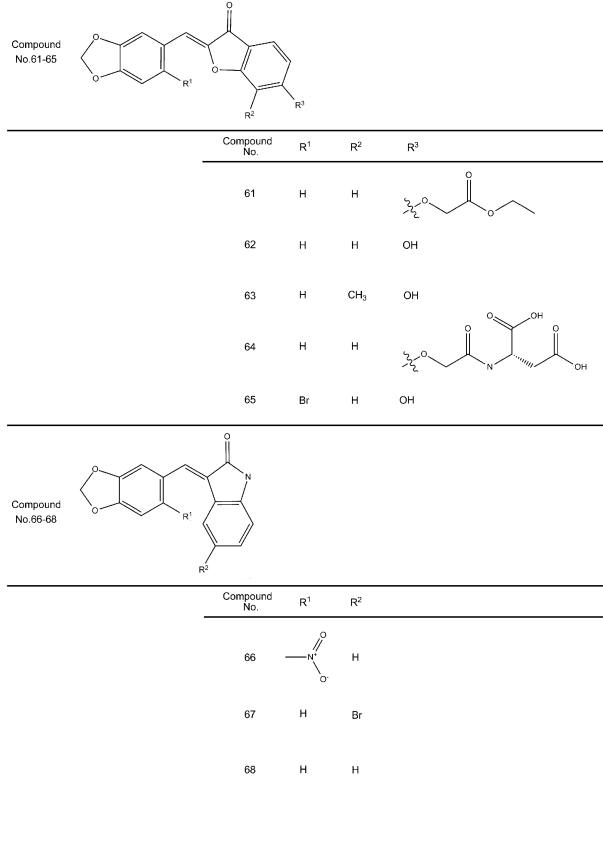 O
Compound
No.61-65
O
O
O
R1
R2
R3
Compound
No.
R1 R2 R3
61 H H
O
O
O
62 H H OH
63 H CH3 OH
64 H H
O
O
N
O
OH
O
OH
65 Br H OH
O
Compound
No.66-68
O
O
N
R1
R2
Compound
No.
R1 R2
66
O
N+
O-
H
67 H Br
68 H H